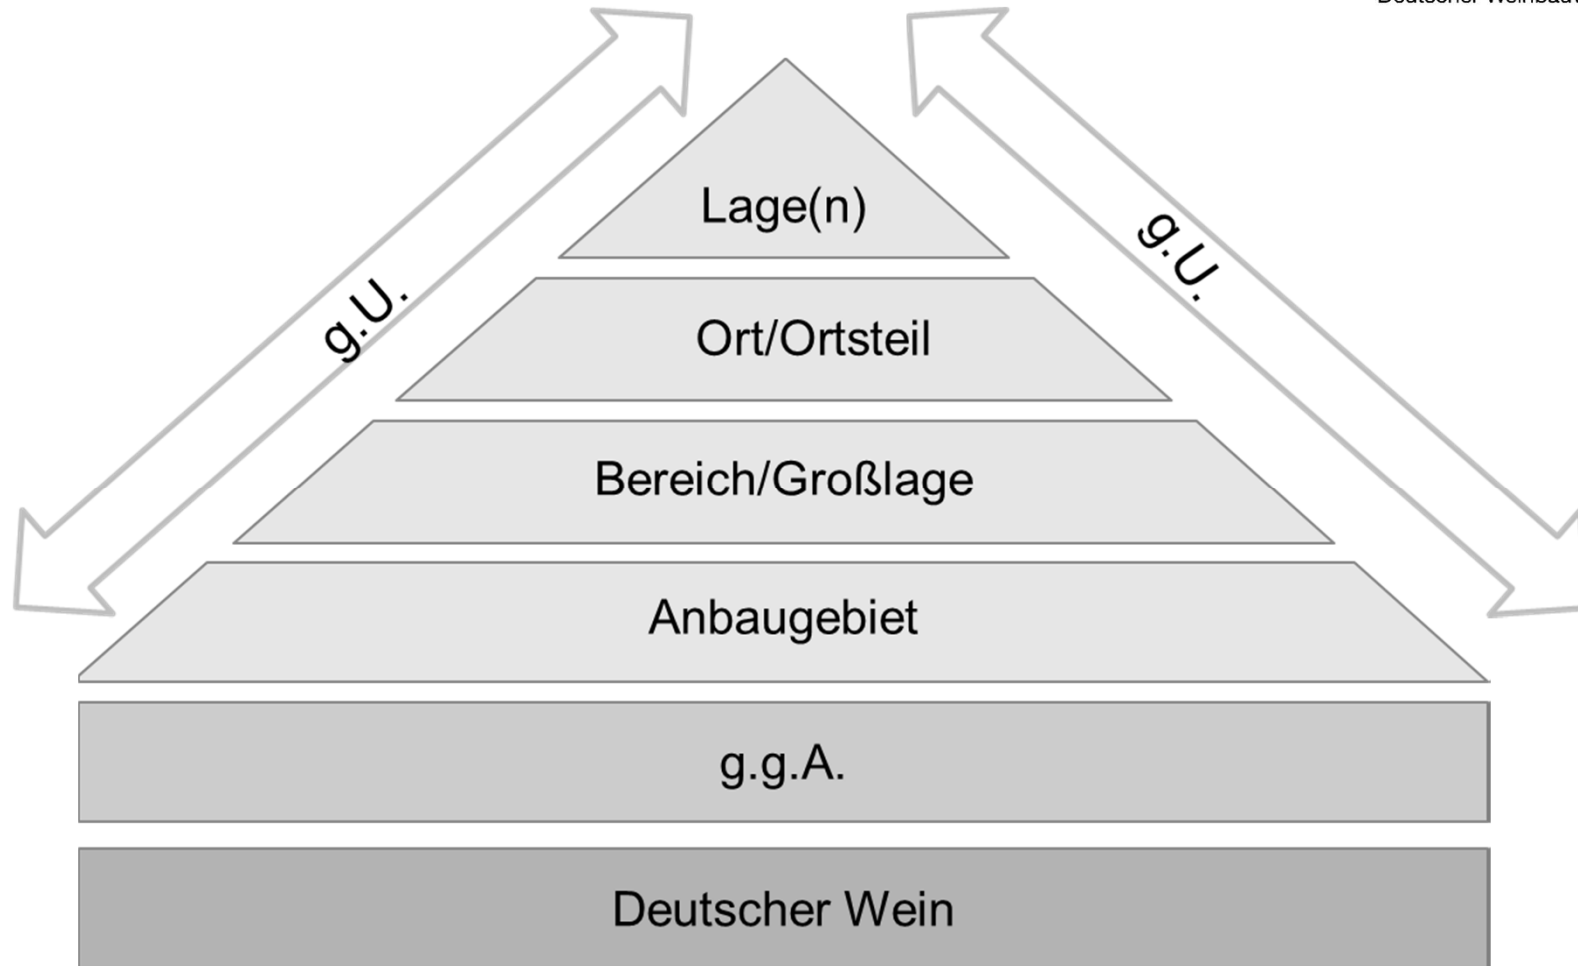 Lage(n)
g.U.
g.U.
Ort/Ortsteil
Bereich/Großlage
Anbaugebiet
g.g.A.
Deutscher Wein